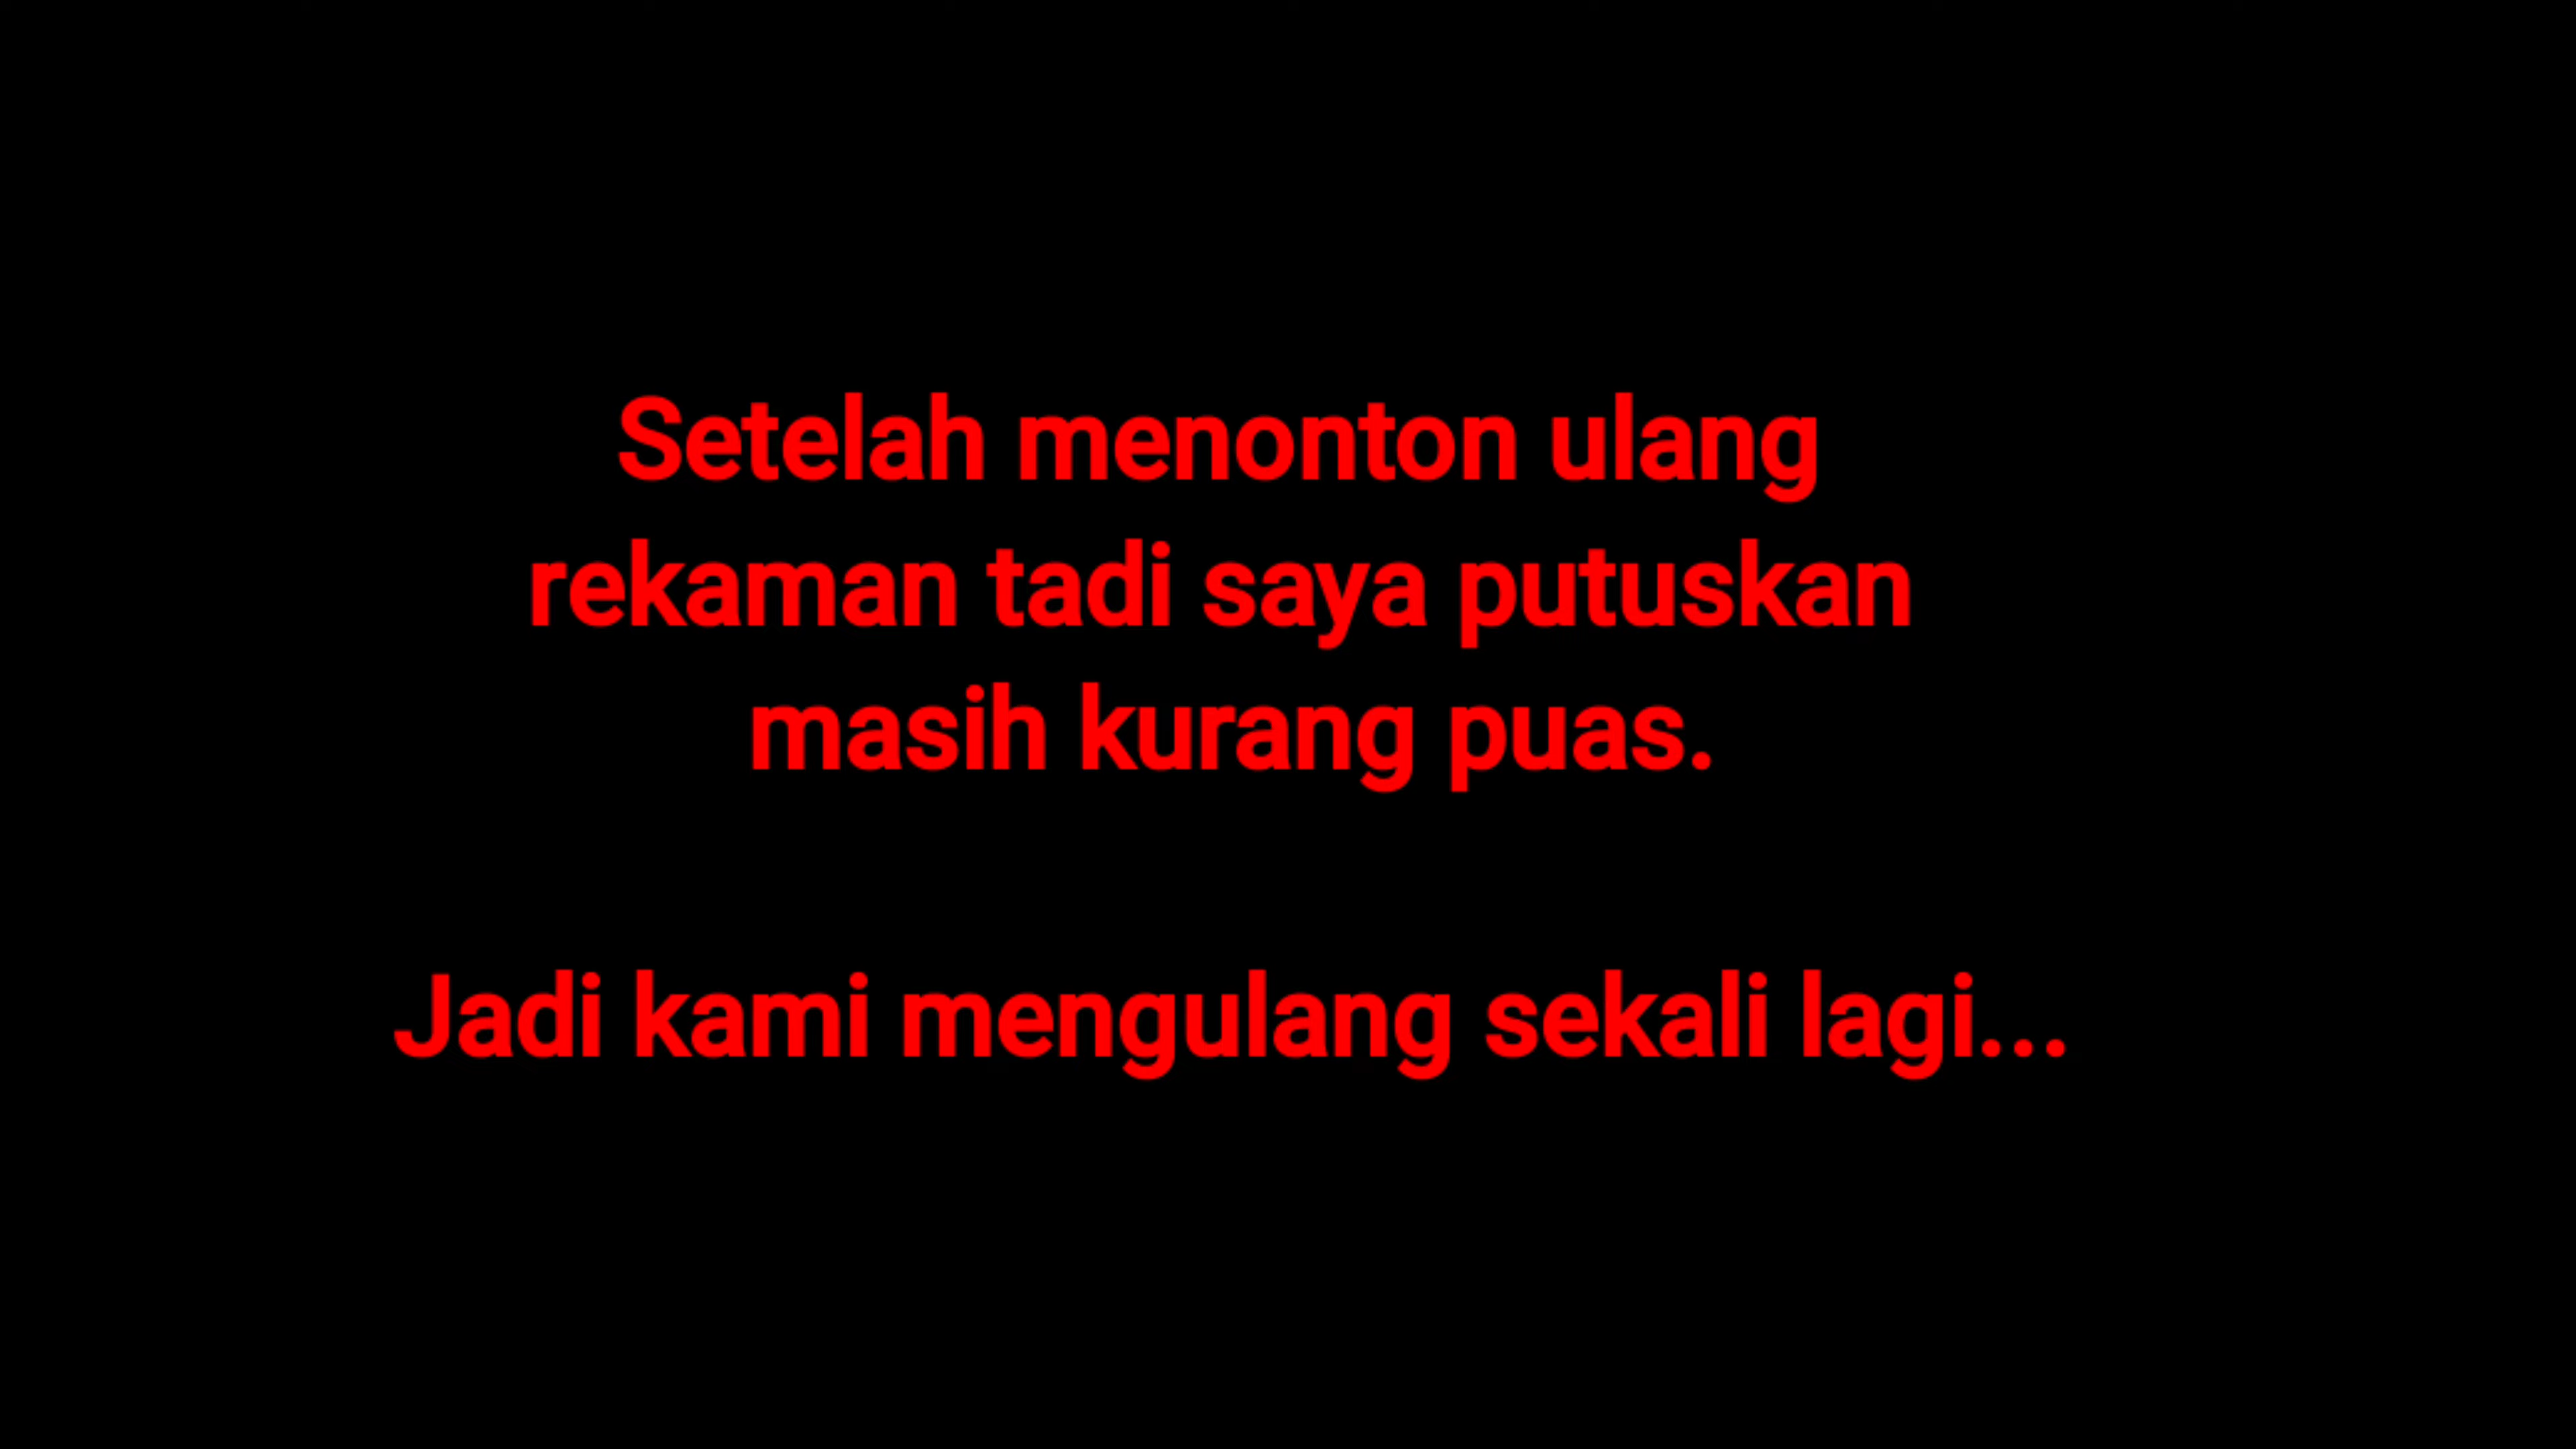 Setelah menonton ulang
rekaman tadi saya putuskan
masih kurang puas.
Jadi kami mengulang sekali lagi...